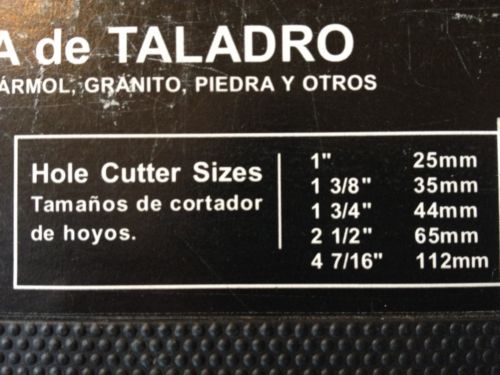 A de TALADRO
ÁRMOL, GRANITO, PIEDRA Y OTROS
Hole Cutter Sizes
Tamaños de cortador
de hoyos.
1" 25mm
1 3/8" 35mm
1 3/4" 44mm
2 1/2" 65mm
4 7/16" 112mm